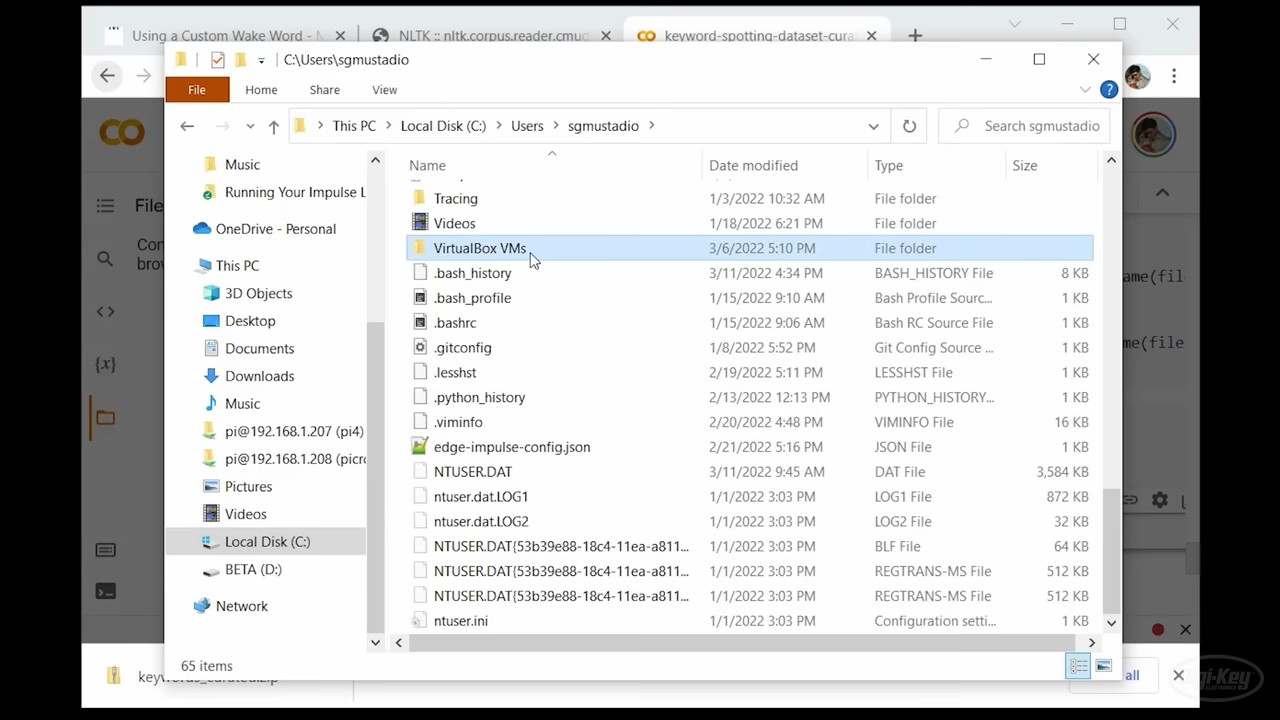 Using a Custom Wake Word - M
NLTK :: nltk.corpus.reader.cmud
keyword-spotting-dataset-cura
C:\Users\sgmustadio
File
Home
Share
View
This PC
Local Disk (C:)
Users
sgmustadio
Search sgmustadio
Music
Running Your Impulse L
OneDrive - Personal
This PC
3D Objects
Desktop
Documents
Downloads
Music
pi@192.168.1.207 (pi4)
pi@192.168.1.208 (picro
Pictures
Videos
Local Disk (C:)
BETA (D:)
Network
Name Date modified Type Size
Tracing 1/3/2022 10:32 AM File folder
Videos 1/18/2022 6:21 PM File folder
VirtualBox VMs 3/6/2022 5:10 PM File folder
.bash_history 3/11/2022 4:34 PM BASH_HISTORY File 8 KB
.bash_profile 1/15/2022 9:10 AM Bash Profile Sourc... 1 KB
.bashrc 1/15/2022 9:06 AM Bash RC Source File 1 KB
.gitconfig 1/8/2022 5:52 PM Git Config Source ... 1 KB
.lesshst 2/19/2022 5:11 PM LESSHST File 1 KB
.python_history 2/13/2022 12:13 PM PYTHON_HISTORY... 1 KB
.viminfo 2/20/2022 4:48 PM VIMINFO File 16 KB
edge-impulse-config.json 2/21/2022 5:16 PM JSON File 1 KB
NTUSER.DAT 3/11/2022 9:45 AM DAT File 3,584 KB
ntuser.dat.LOG1 1/1/2022 3:03 PM LOG1 File 872 KB
ntuser.dat.LOG2 1/1/2022 3:03 PM LOG2 File 32 KB
NTUSER.DAT{53b39e88-18c4-11ea-a811... 1/1/2022 3:03 PM BLF File 64 KB
NTUSER.DAT{53b39e88-18c4-11ea-a811... 1/1/2022 3:03 PM REGTRANS-MS File 512 KB
NTUSER.DAT{53b39e88-18c4-11ea-a811... 1/1/2022 3:03 PM REGTRANS-MS File 512 KB
ntuser.ini 1/1/2022 3:03 PM Configuration setti... 1 KB
65 items
File
Con
brow
ame(fil
me(file
keywords_curated.zip
all